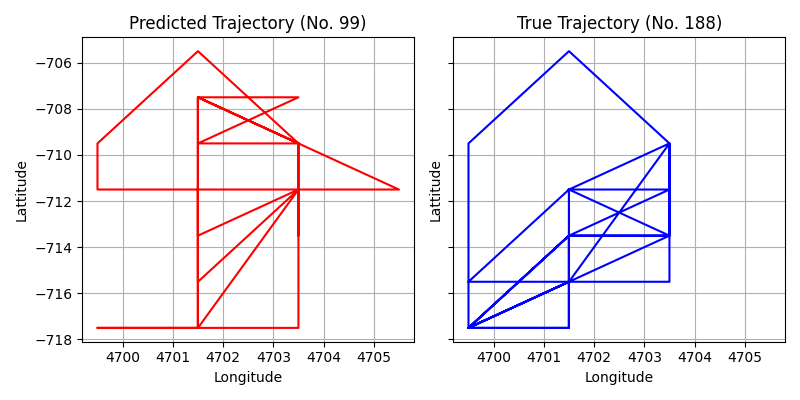 Predicted Trajectory (No. 99)
True Trajectory (No. 188)
−706
−708
−710
−712
−714
−716
−718
Lattitude
Lattitude
4700 4701 4702 4703 4704 4705
4700 4701 4702 4703 4704 4705
Longitude
Longitude